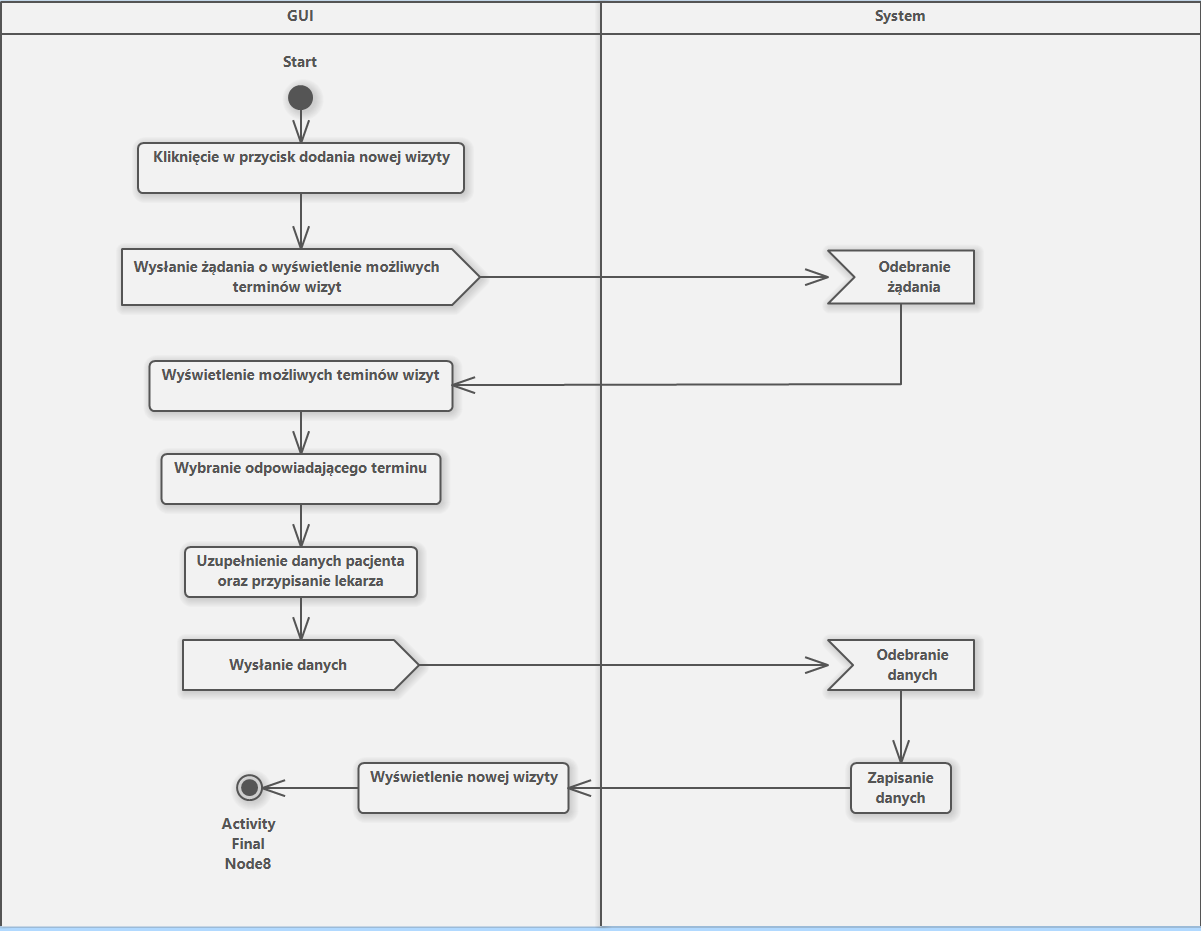 GUI
System
Start
Kliknięcie w przycisk dodania nowej wizyty
Wysłanie żądania o wyświetlenie możliwych
terminów wizyt
Odebranie
żądania
Wyświetlenie możliwych teminów wizyt
Wybranie odpowiadającego terminu
Uzupełnienie danych pacjenta
oraz przypisanie lekarza
Wysłanie danych
Odebranie
danych
Wyświetlenie nowej wizyty
Zapisanie
danych
Activity
Final
Node8